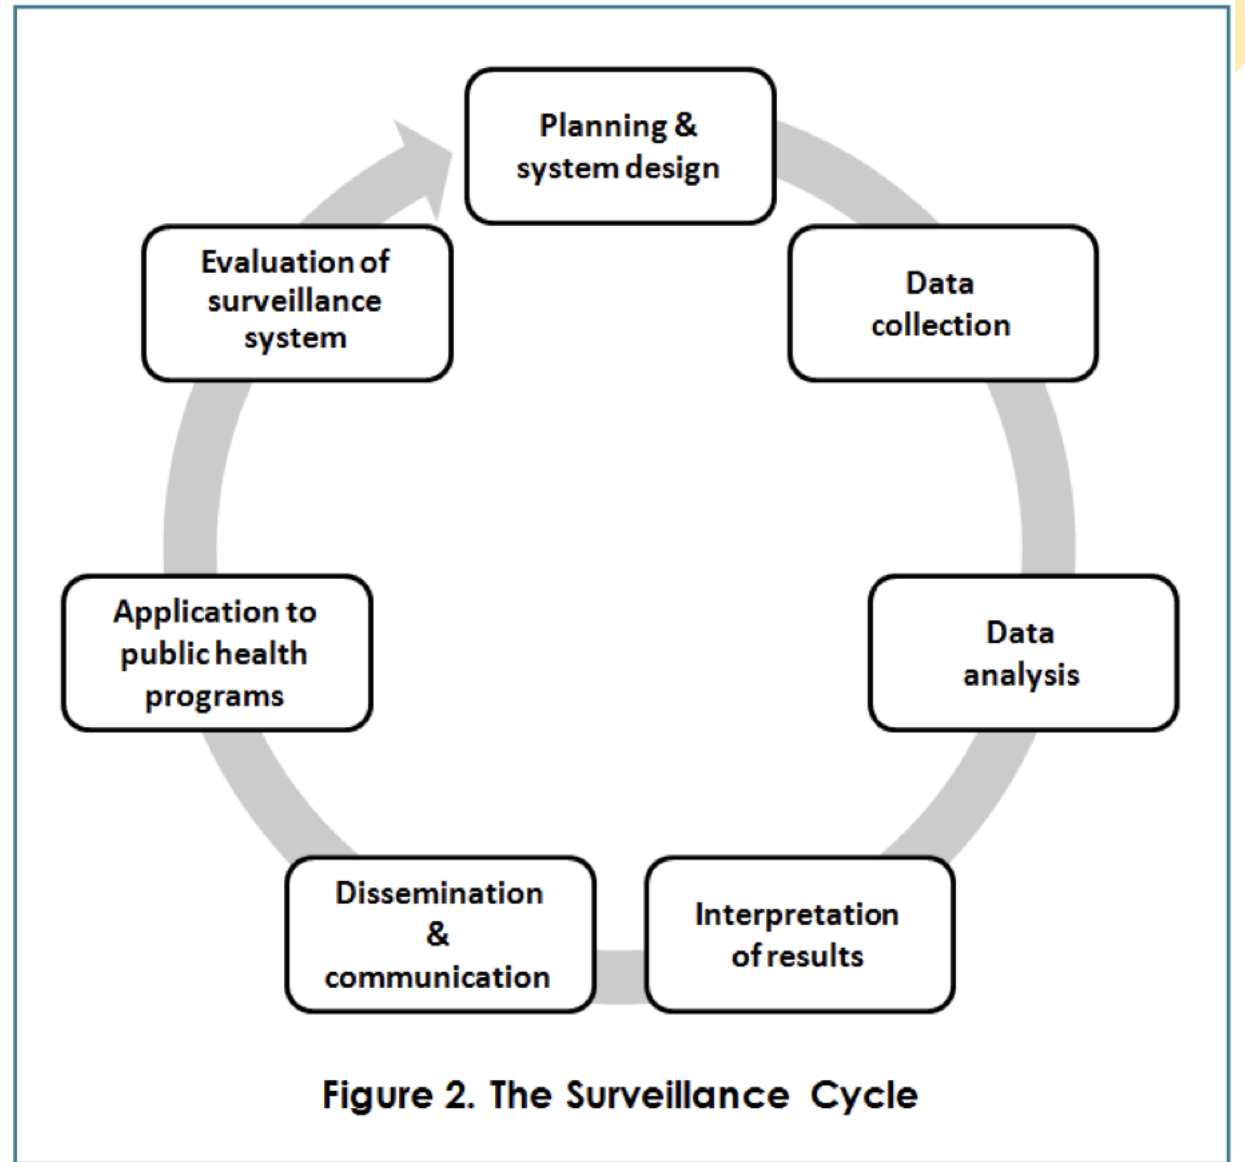 Planning &
system design
Data
collection
Data
analysis
Interpretation
of results
Dissemination
&
communication
Application to
public health
programs
Evaluation of
surveillance
system
Figure 2. The Surveillance Cycle